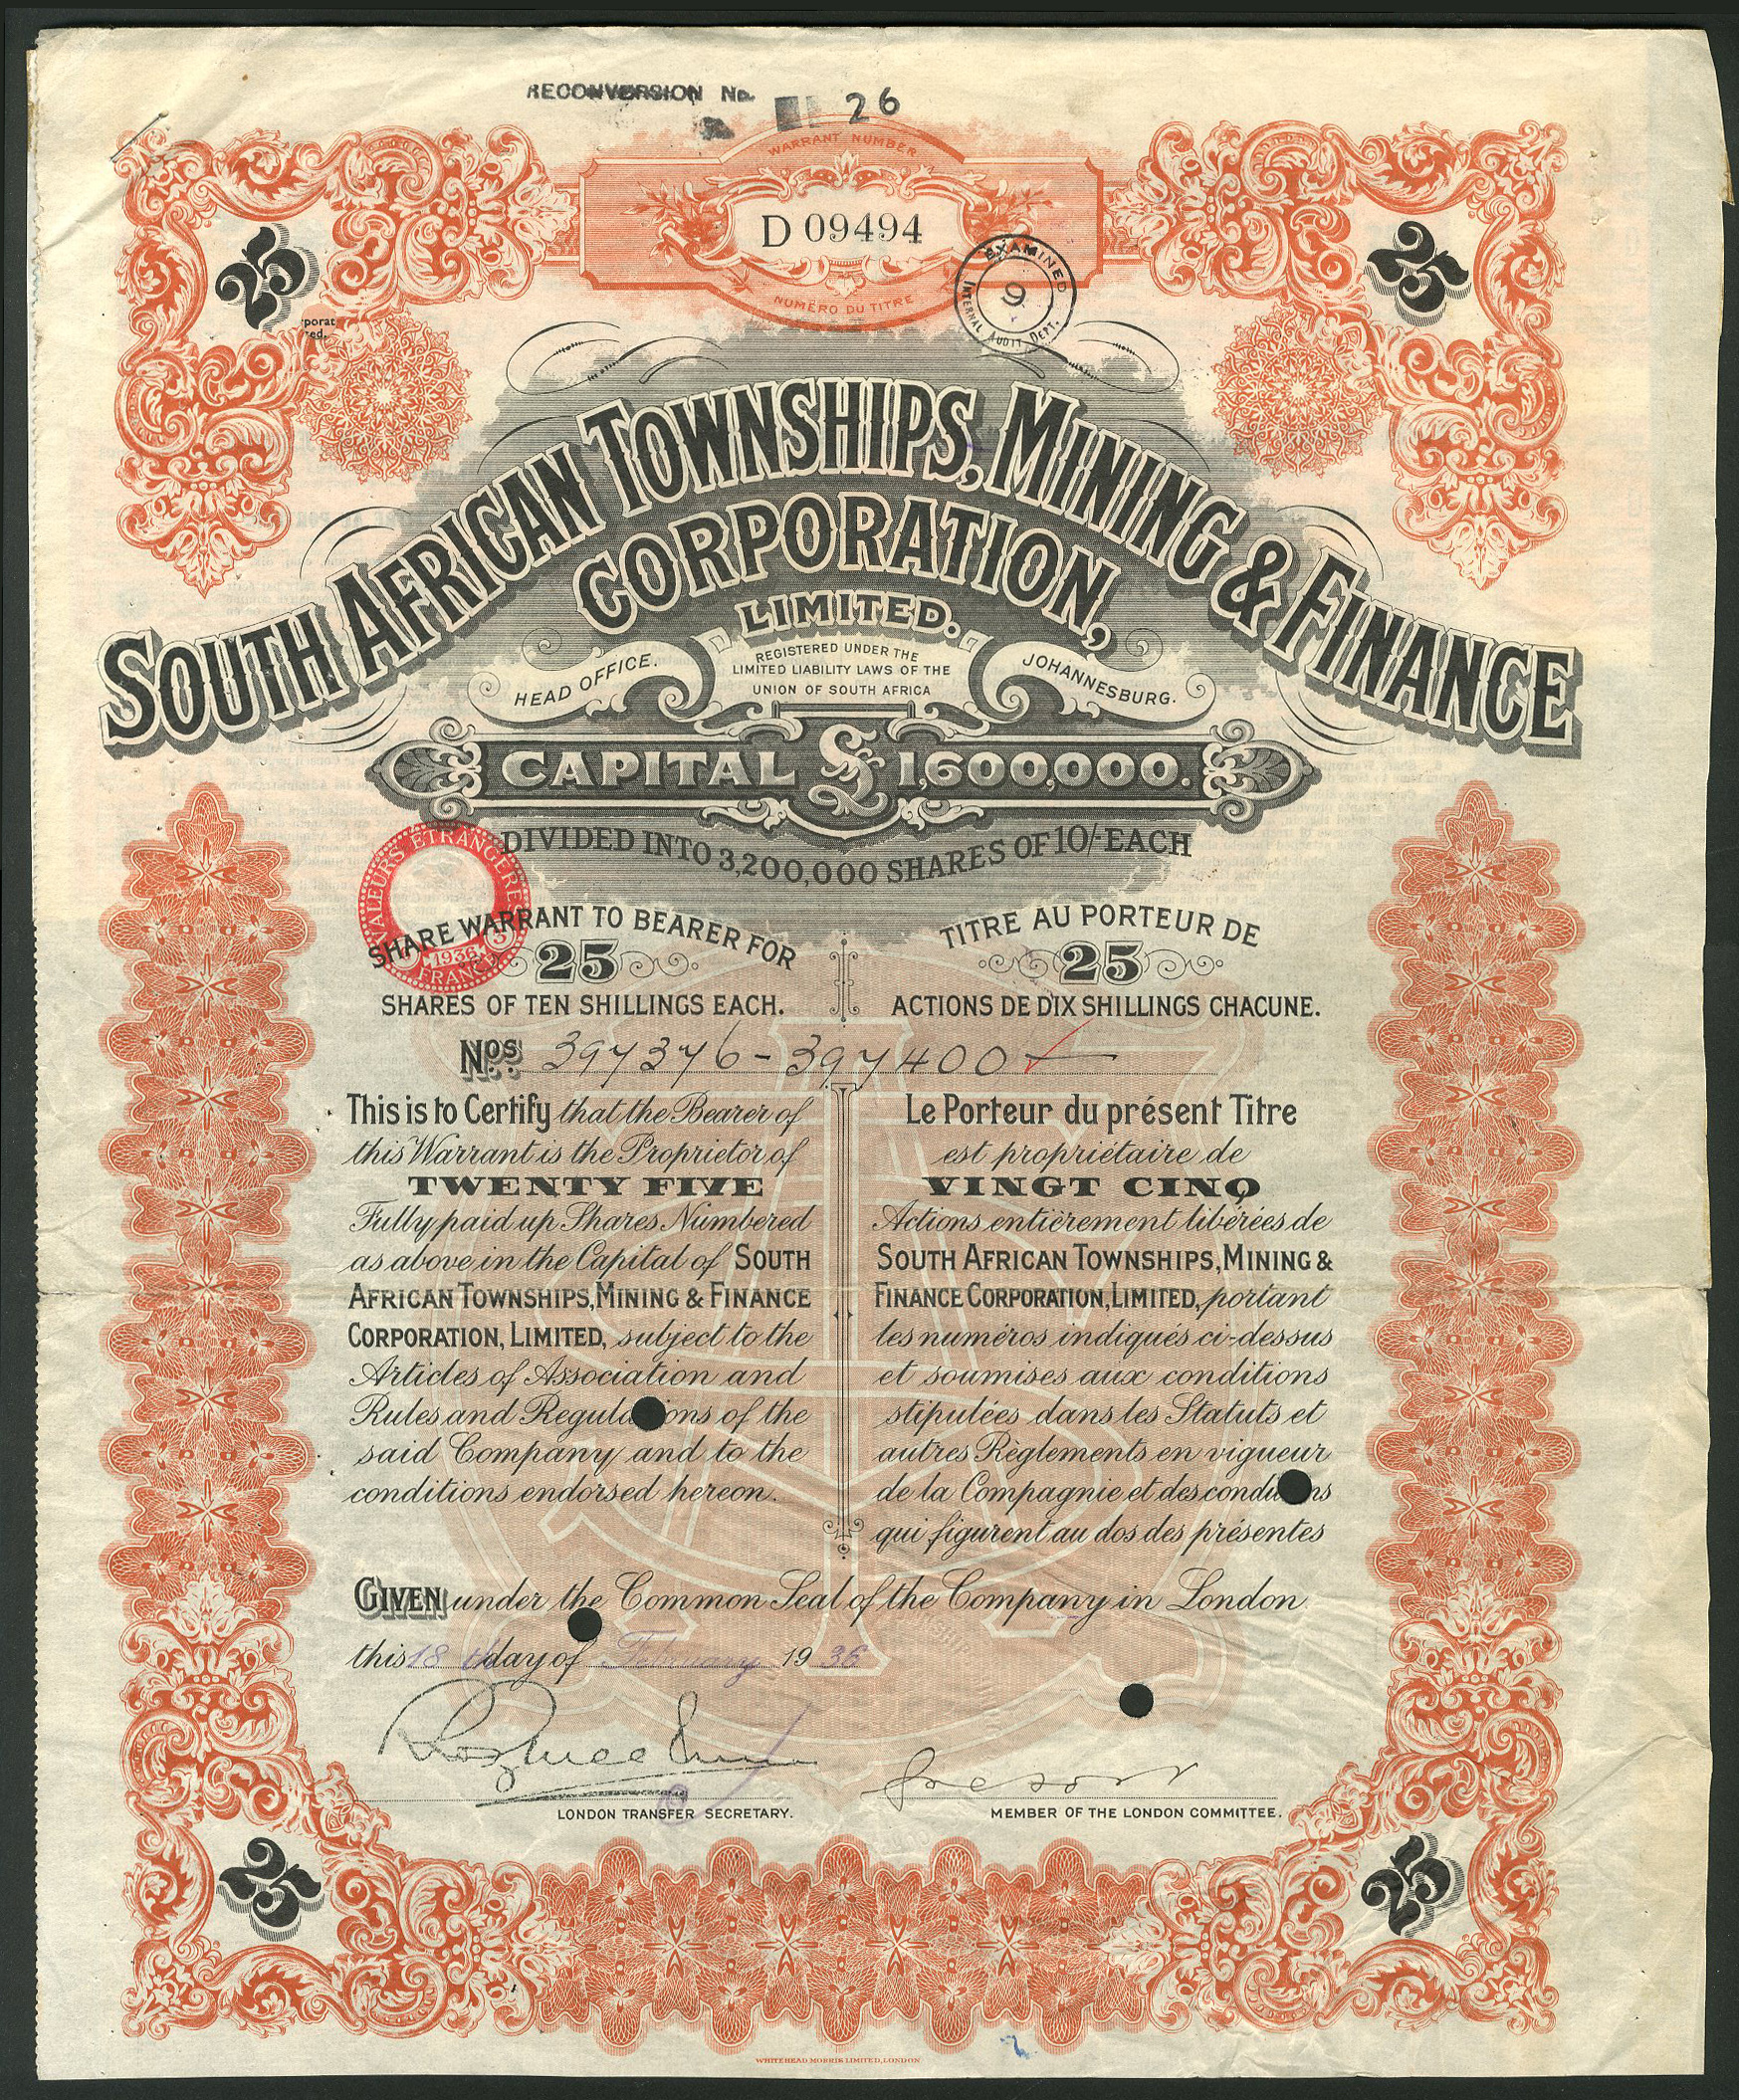 RECONVERSION No. 26
WARRANT NUMBER
D 09494
NUMÉRO DU TITRE
EXAMINED
9
INTERNAL AUDIT DEPT.
25
25
porat
ed.
SOUTH AFRICAN TOWNSHIPS, MINING & FINANCE
CORPORATION,
LIMITED.
HEAD OFFICE.
REGISTERED UNDER THE
LIMITED LIABILITY LAWS OF THE
UNION OF SOUTH AFRICA
JOHANNESBURG.
CAPITAL £1,600,000.
DIVIDED INTO 3,200,000 SHARES OF 10/- EACH
VALEURS ETRANGERES
3
1936
FRANCE
SHARE WARRANT TO BEARER FOR
25
SHARES OF TEN SHILLINGS EACH.
TITRE AU PORTEUR DE
25
ACTIONS DE DIX SHILLINGS CHACUNE.
Nos. 397376 - 397400
This is to Certify that the Bearer of
this Warrant is the Proprietor of
TWENTY FIVE
Fully paid up Shares Numbered
as above in the Capital of SOUTH
AFRICAN TOWNSHIPS, MINING & FINANCE
CORPORATION, LIMITED, subject to the
Articles of Association and
Rules and Regulations of the
said Company and to the
conditions endorsed hereon.
Le Porteur du présent Titre
est propriétaire de
VINGT CINQ
Actions entièrement libérées de
SOUTH AFRICAN TOWNSHIPS, MINING &
FINANCE CORPORATION, LIMITED, portant
les numéros indiqués ci-dessus
et soumises aux conditions
stipulées dans les Statuts et
autres Règlements en vigueur
de la Compagnie et des conditions
qui figurent au dos des présentes
GIVEN under the Common Seal of the Company in London
this 18th day of February 1936
LONDON TRANSFER SECRETARY.
MEMBER OF THE LONDON COMMITTEE.
25
25
WHITEHEAD MORRIS LIMITED, LONDON